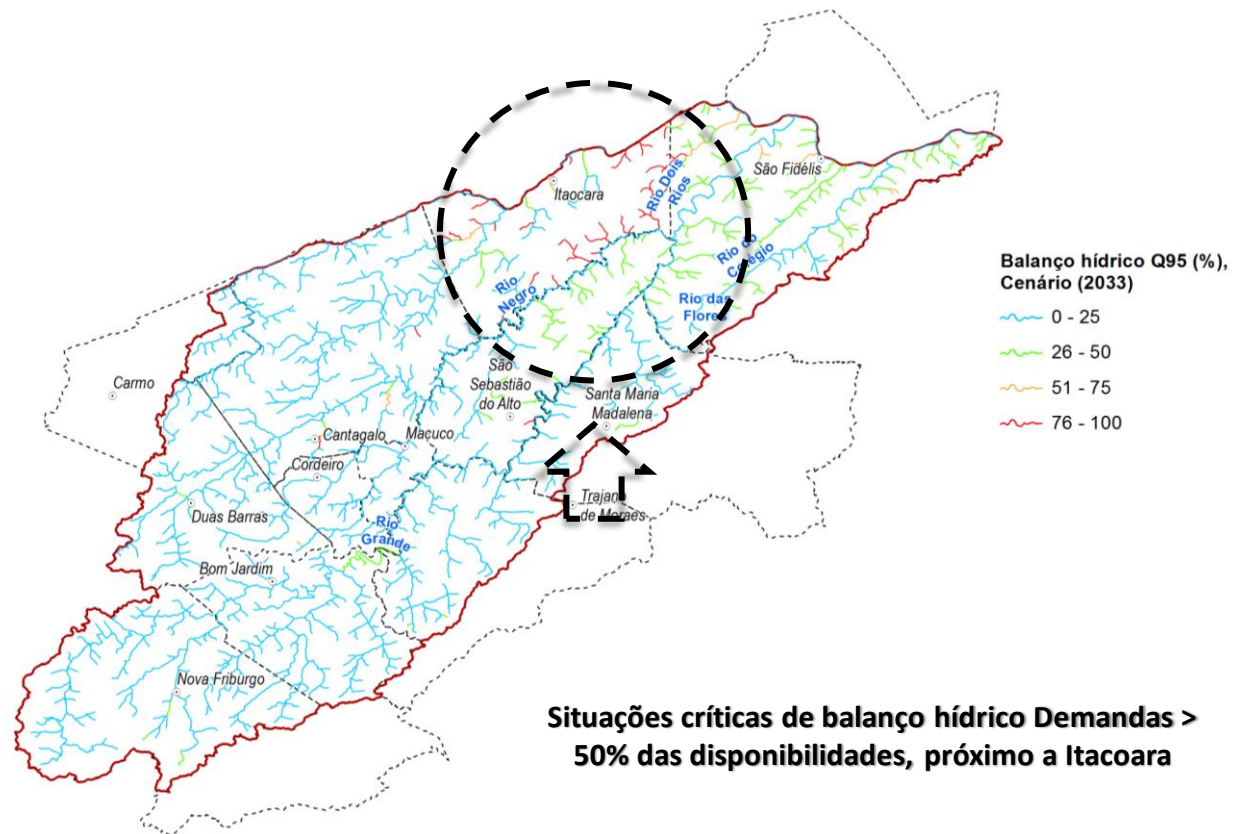 Itaocara
Rio Dois
Rios
São Fidélis
Rio do
Colégio
Rio das
Flores
Rio
Negro
São
Sebastião
do Alto
Santa Maria
Madalena
Carmo
Cantagalo
Macuco
Cordeiro
Trajano
de Moraes
Duas Barras
Rio
Grande
Bom Jardim
Nova Friburgo
Balanço hídrico Q95 (%),
Cenário (2033)
0 - 25
26 - 50
51 - 75
76 - 100
Situações críticas de balanço hídrico Demandas >
50% das disponibilidades, próximo a Itacoara